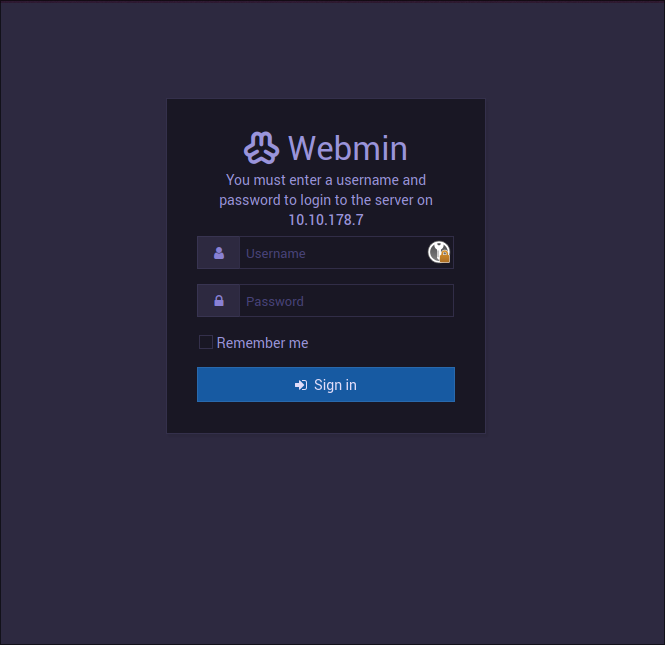 Webmin
You must enter a username and
password to login to the server on
10.10.178.7
Username
Password
Remember me
Sign in